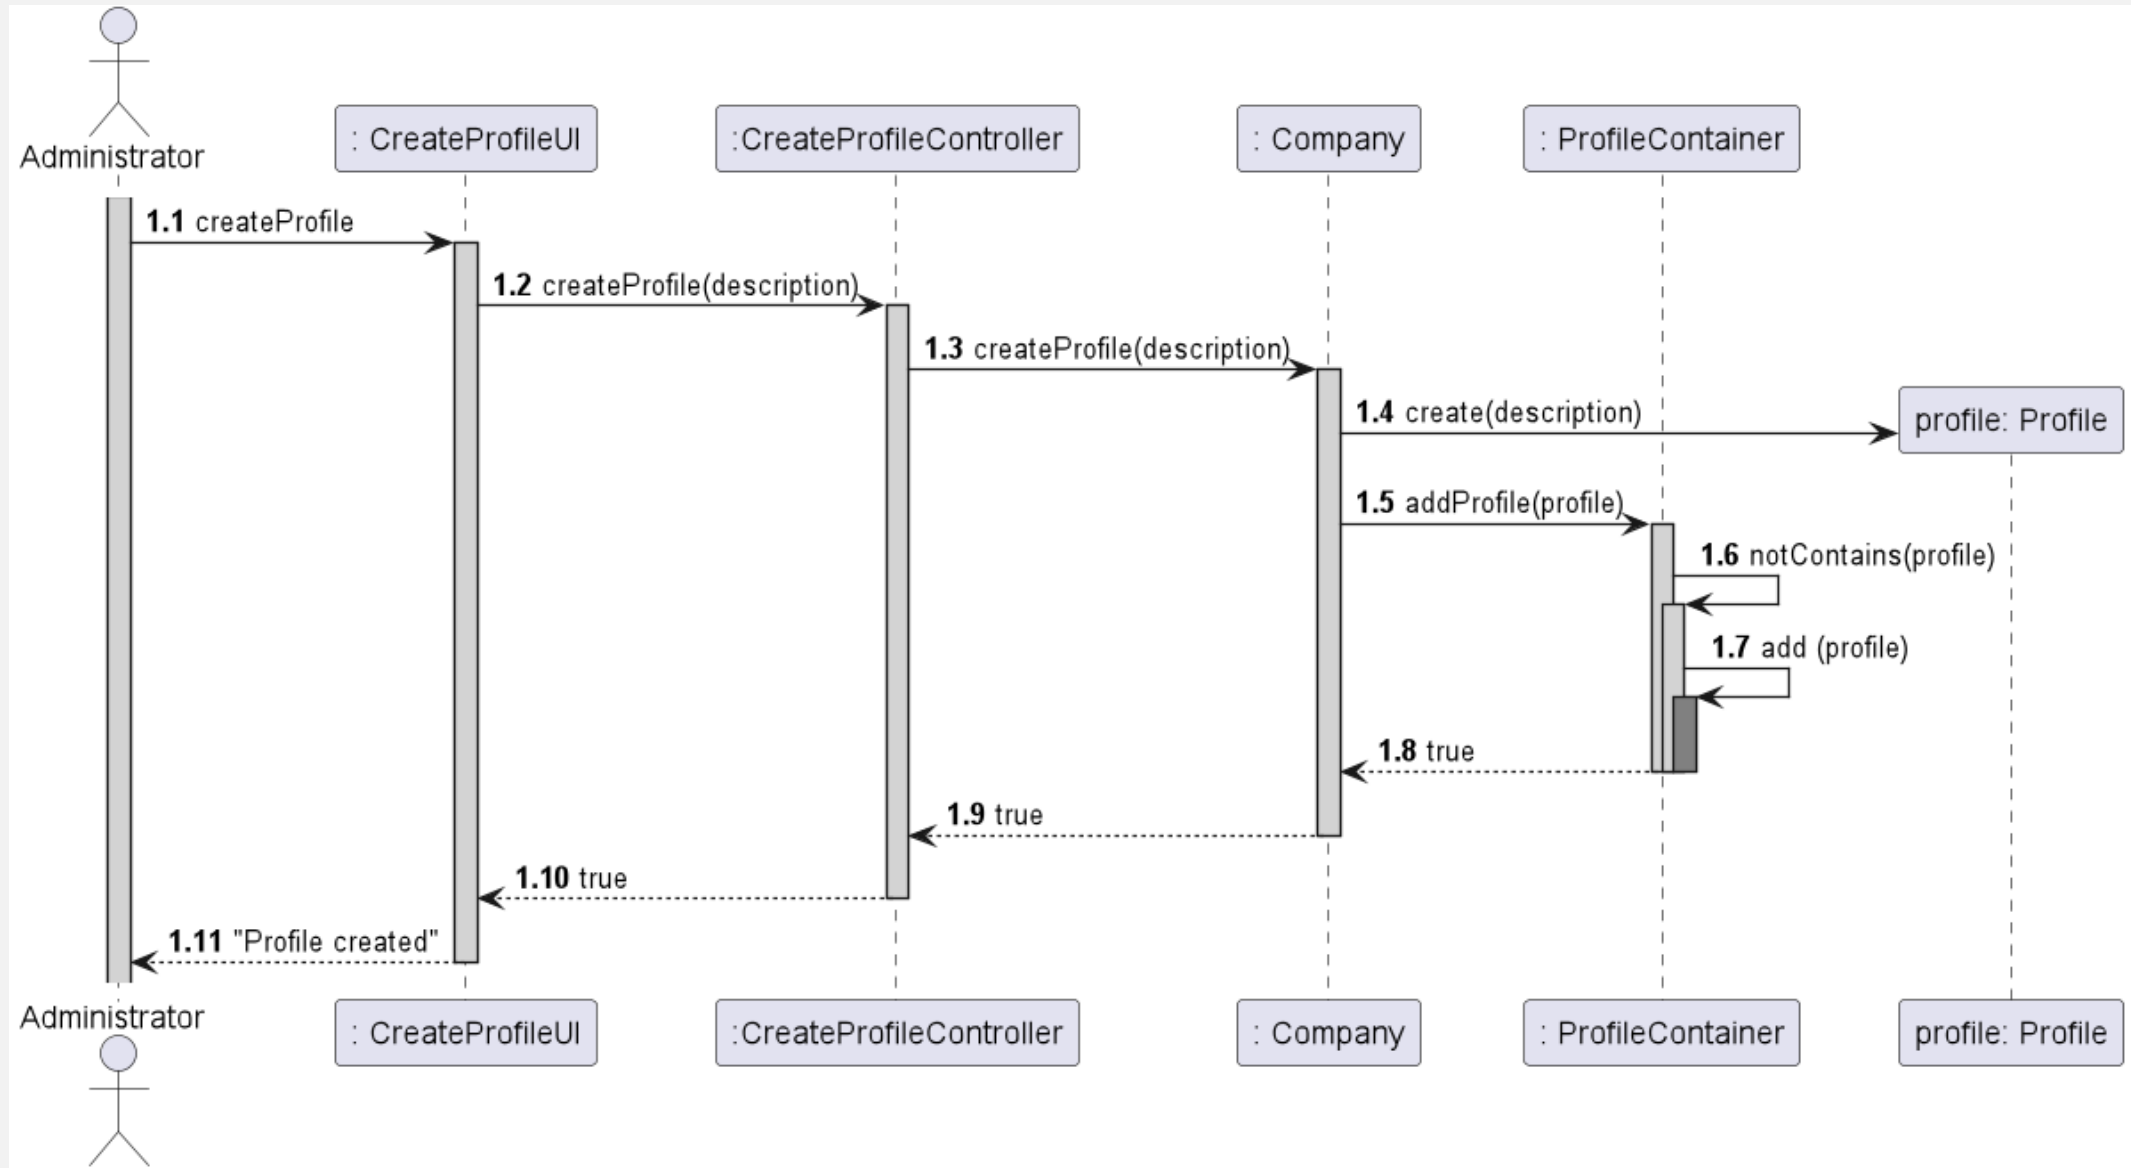 Administrator
: CreateProfileUI
:CreateProfileController
: Company
: ProfileContainer
1.1 createProfile
1.2 createProfile(description)
1.3 createProfile(description)
1.4 create(description)
profile: Profile
1.5 addProfile(profile)
1.6 notContains(profile)
1.7 add (profile)
1.8 true
1.9 true
1.10 true
1.11 "Profile created"
Administrator
: CreateProfileUI
:CreateProfileController
: Company
: ProfileContainer
profile: Profile